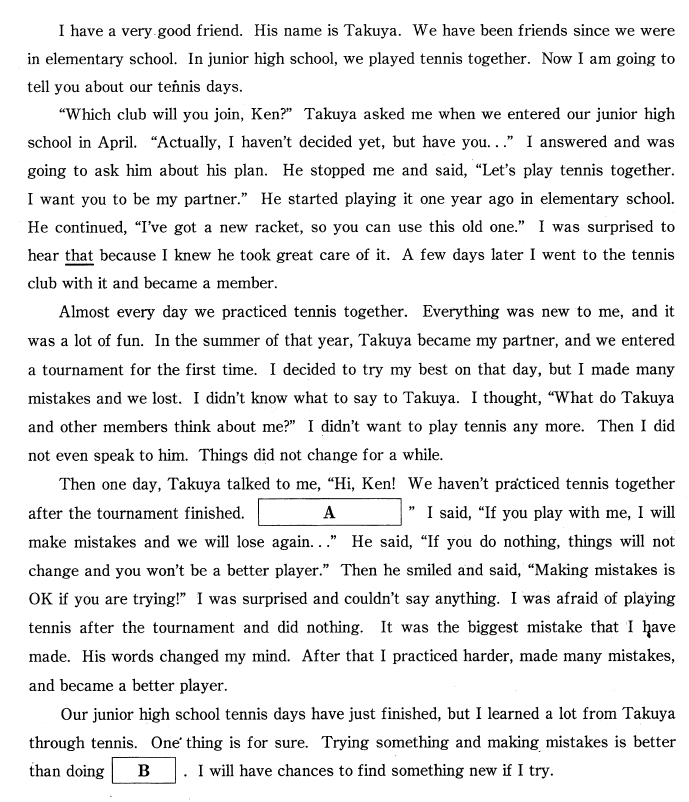 I have a very good friend. His name is Takuya. We have been friends since we were
in elementary school. In junior high school, we played tennis together. Now I am going to
tell you about our tennis days.
“Which club will you join, Ken?” Takuya asked me when we entered our junior high
school in April. “Actually, I haven’t decided yet, but have you. . .” I answered and was
going to ask him about his plan. He stopped me and said, “Let’s play tennis together.
I want you to be my partner.” He started playing it one year ago in elementary school.
He continued, “I’ve got a new racket, so you can use this old one.” I was surprised to
hear that because I knew he took great care of it. A few days later I went to the tennis
club with it and became a member.
Almost every day we practiced tennis together. Everything was new to me, and it
was a lot of fun. In the summer of that year, Takuya became my partner, and we entered
a tournament for the first time. I decided to try my best on that day, but I made many
mistakes and we lost. I didn’t know what to say to Takuya. I thought, “What do Takuya
and other members think about me?” I didn’t want to play tennis any more. Then I did
not even speak to him. Things did not change for a while.
Then one day, Takuya talked to me, “Hi, Ken! We haven’t practiced tennis together
after the tournament finished. A ” I said, “If you play with me, I will
make mistakes and we will lose again. . .” He said, “If you do nothing, things will not
change and you won’t be a better player.” Then he smiled and said, “Making mistakes is
OK if you are trying!” I was surprised and couldn’t say anything. I was afraid of playing
tennis after the tournament and did nothing. It was the biggest mistake that I have
made. His words changed my mind. After that I practiced harder, made many mistakes,
and became a better player.
Our junior high school tennis days have just finished, but I learned a lot from Takuya
through tennis. One thing is for sure. Trying something and making mistakes is better
than doing B . I will have chances to find something new if I try.